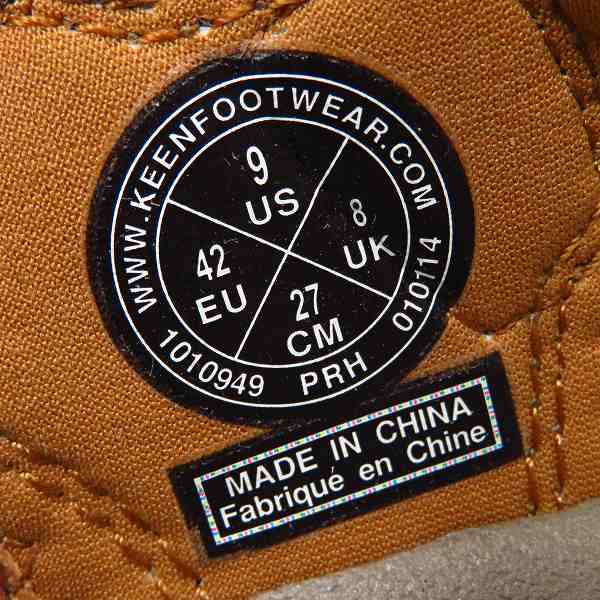 WWW.KEENFOOTWEAR.COM
9
US
8
UK
42
EU
27
CM
1010949 PRH 010114
MADE IN CHINA
Fabriqué en Chine